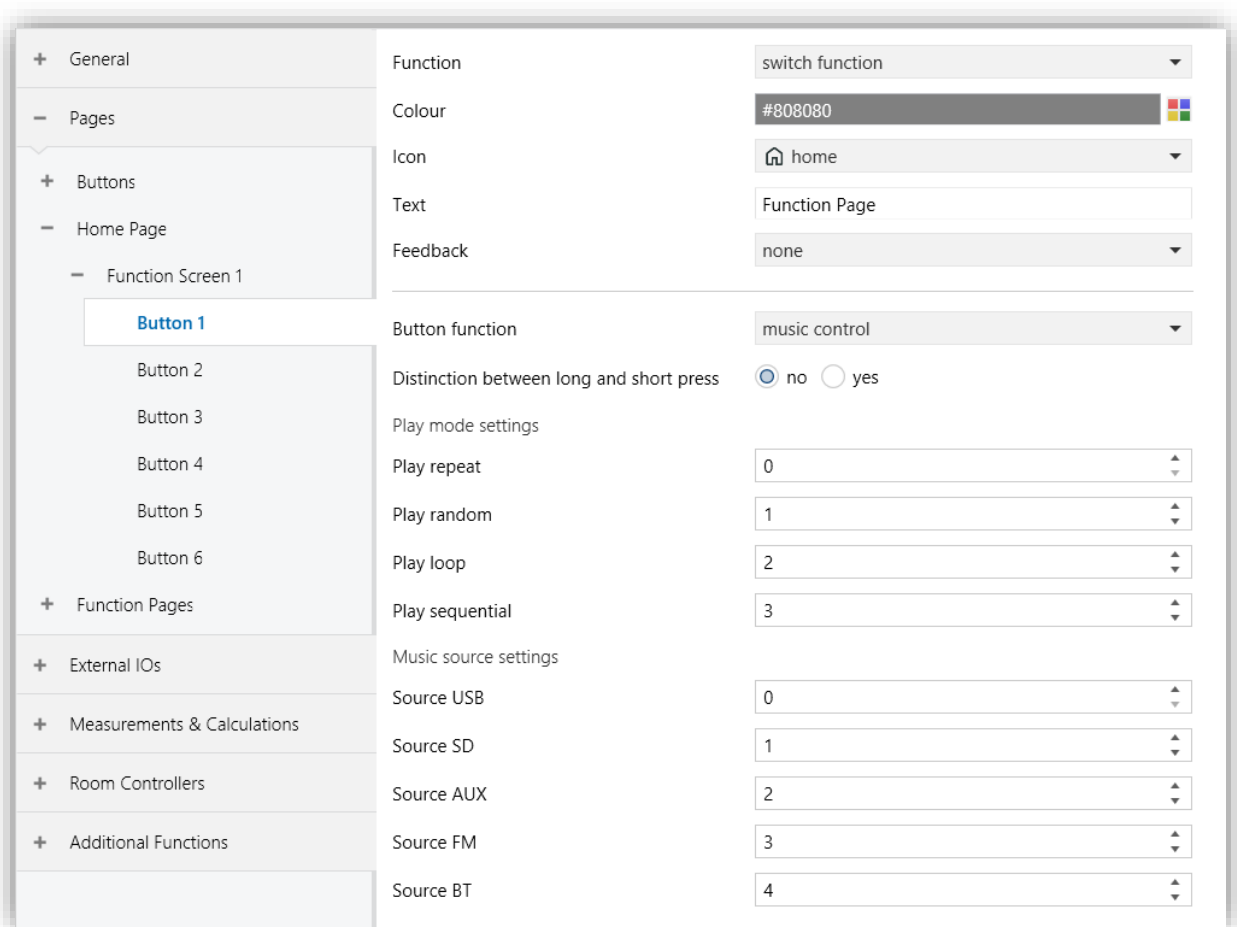 General
Pages
Buttons
Home Page
Function Screen 1
Button 1
Button 2
Button 3
Button 4
Button 5
Button 6
Function Pages
External IOs
Measurements & Calculations
Room Controllers
Additional Functions
Function switch function
Colour #808080
Icon home
Text Function Page
Feedback none
Button function music control
Distinction between long and short press no yes
Play mode settings
Play repeat 0
Play random 1
Play loop 2
Play sequential 3
Music source settings
Source USB 0
Source SD 1
Source AUX 2
Source FM 3
Source BT 4